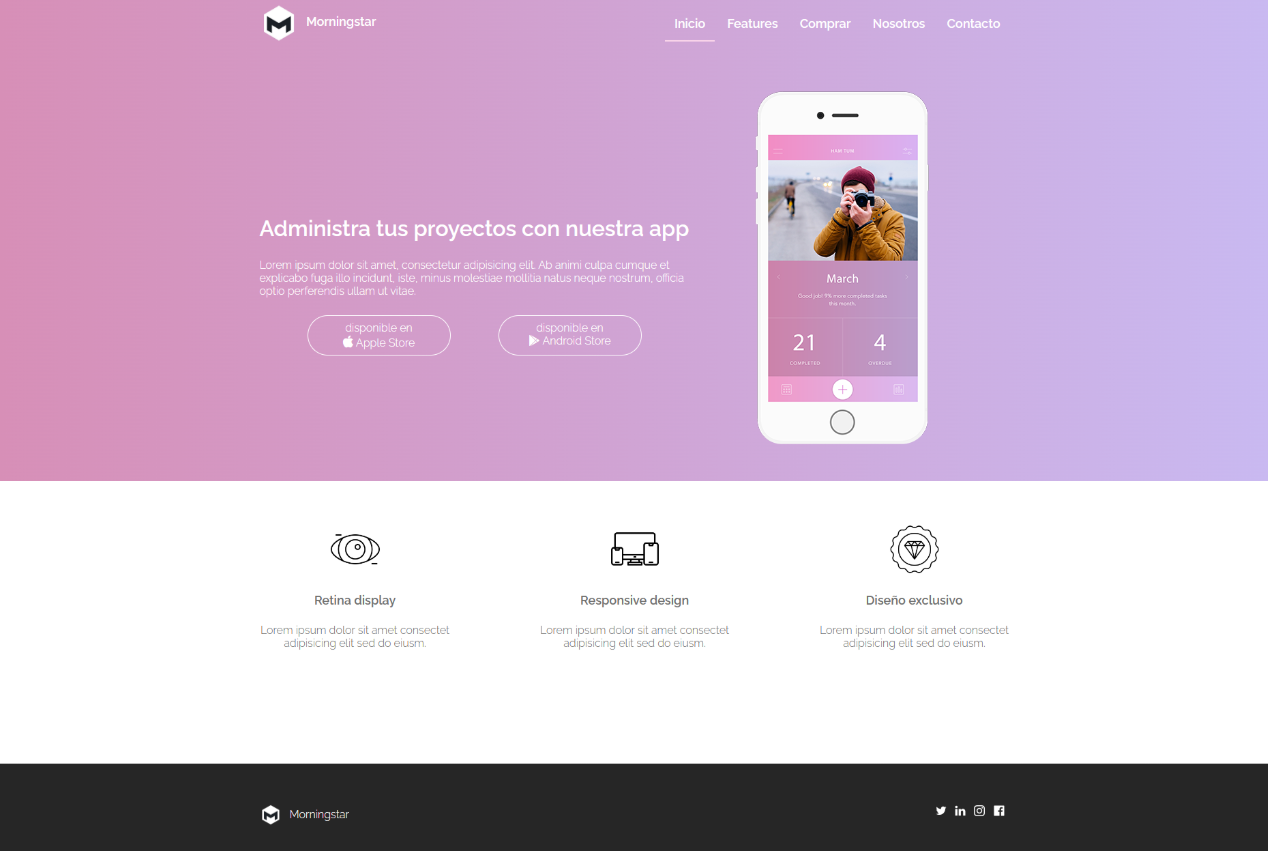 Morningstar
Inicio Features Comprar Nosotros Contacto
HABI TUM
Administra tus proyectos con nuestra app
Lorem ipsum dolor sit amet, consectetur adipisicing elit. Ab animi culpa cumque et
explicabo fuga illo incidunt, iste, minus molestiae mollitia natus neque nostrum, officia
optio perferendis ullam ut vitae.
disponible en
Apple Store
disponible en
Android Store
March
Good job! 9% more completed tasks
this month.
21
COMPLETED
4
OVERDUE
Retina display
Lorem ipsum dolor sit amet consectet
adipisicing elit sed do eiusm.
Responsive design
Lorem ipsum dolor sit amet consectet
adipisicing elit sed do eiusm.
Diseño exclusivo
Lorem ipsum dolor sit amet consectet
adipisicing elit sed do eiusm.
Morningstar